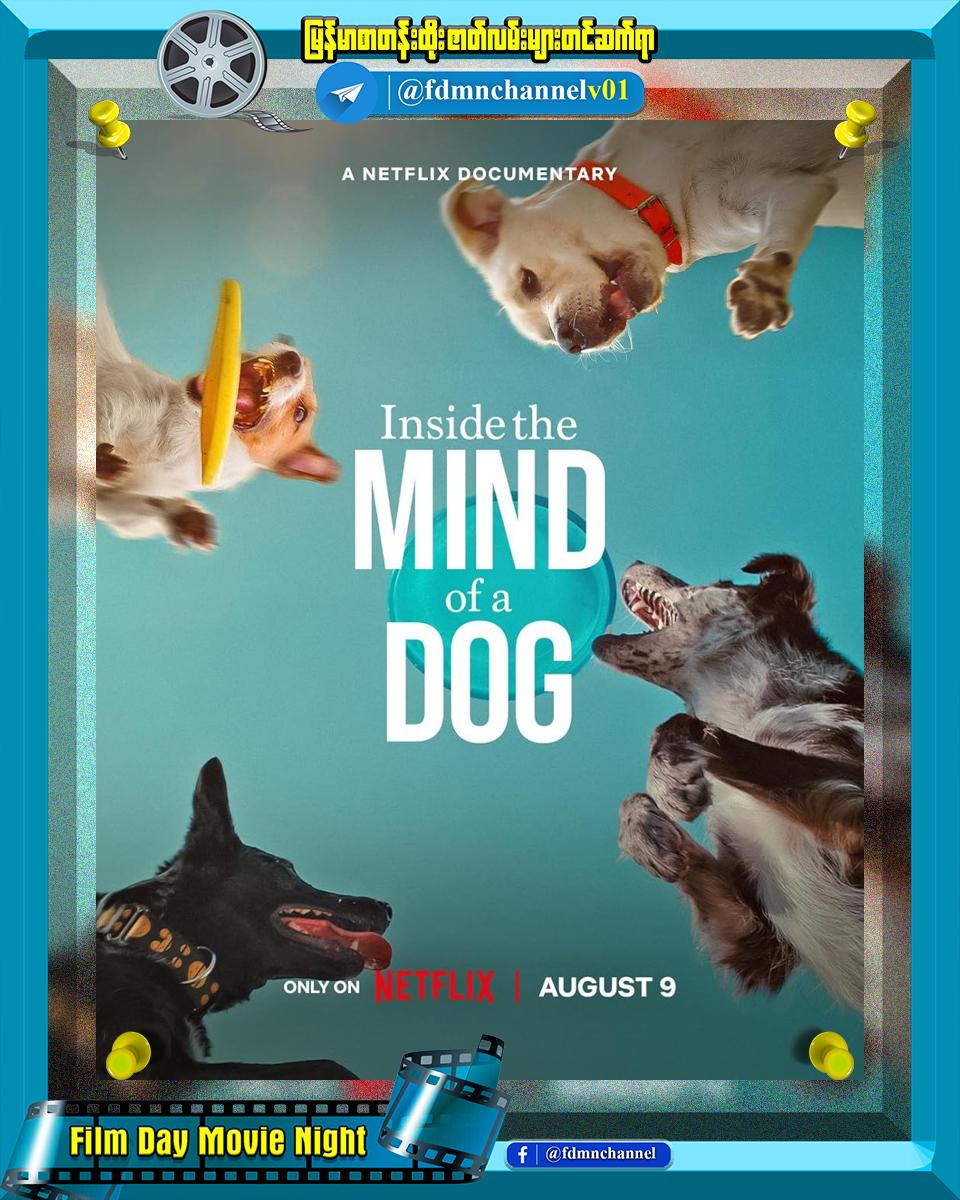 မြန်မာစာတန်းထိုးဇာတ်လမ်းများတင်ဆက်ရာ
@fdmnchannelv01
A NETFLIX DOCUMENTARY
Inside the
MIND
of a
DOG
ONLY ON NETFLIX | AUGUST 9
Film Day Movie Night
f | @fdmnchannel